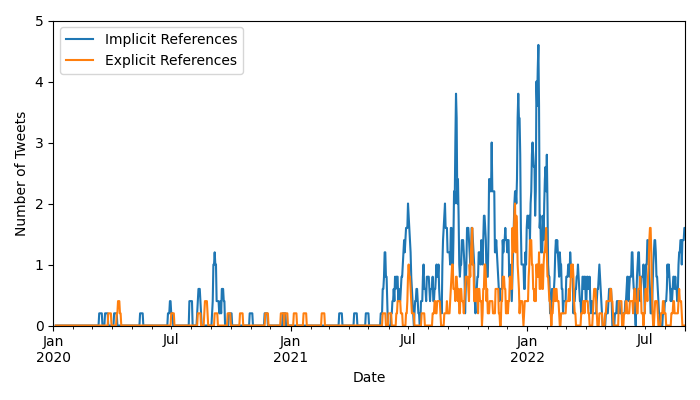 Implicit References
Explicit References
Number of Tweets
5
4
3
2
1
0
Jan
2020
Jul
Jan
2021
Jul
Jan
2022
Jul
Date